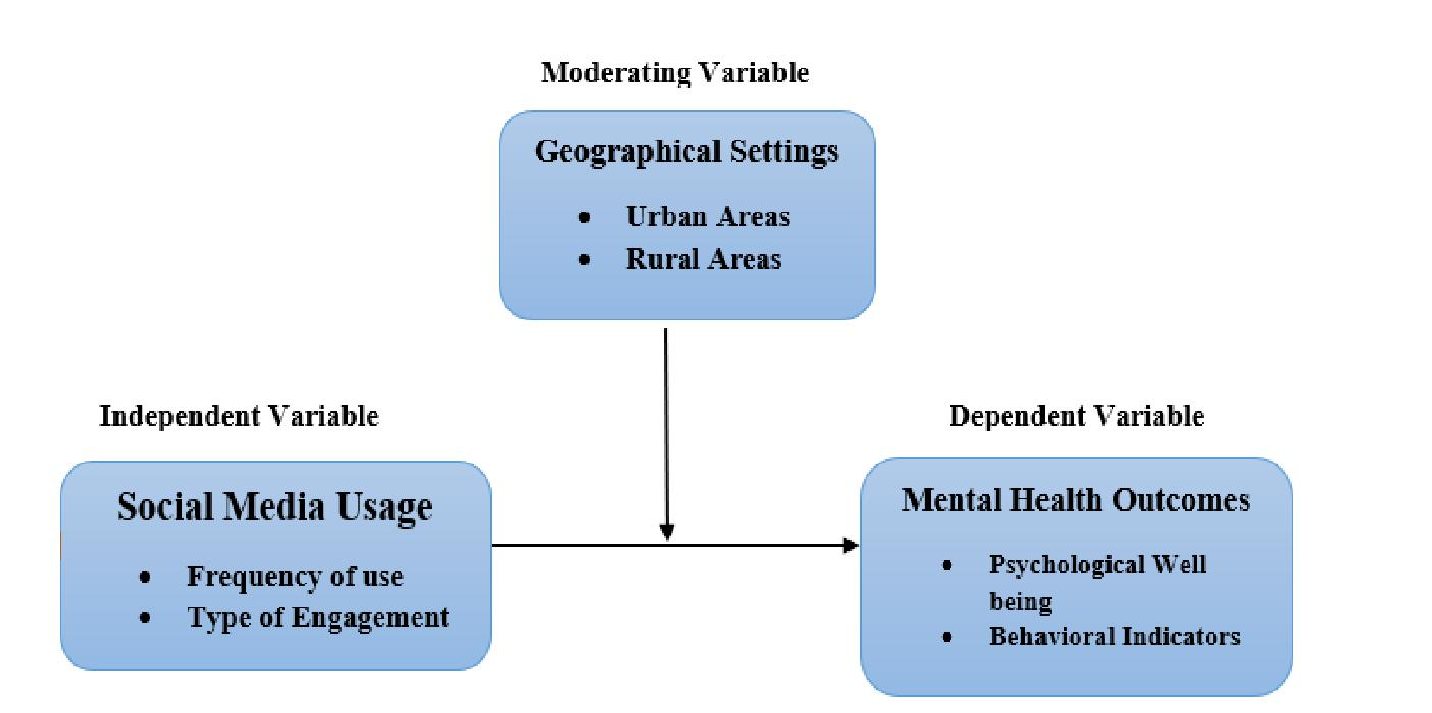 Moderating Variable
Geographical Settings
• Urban Areas
• Rural Areas
Independent Variable
Social Media Usage
• Frequency of use
• Type of Engagement
Dependent Variable
Mental Health Outcomes
• Psychological Well
being
• Behavioral Indicators